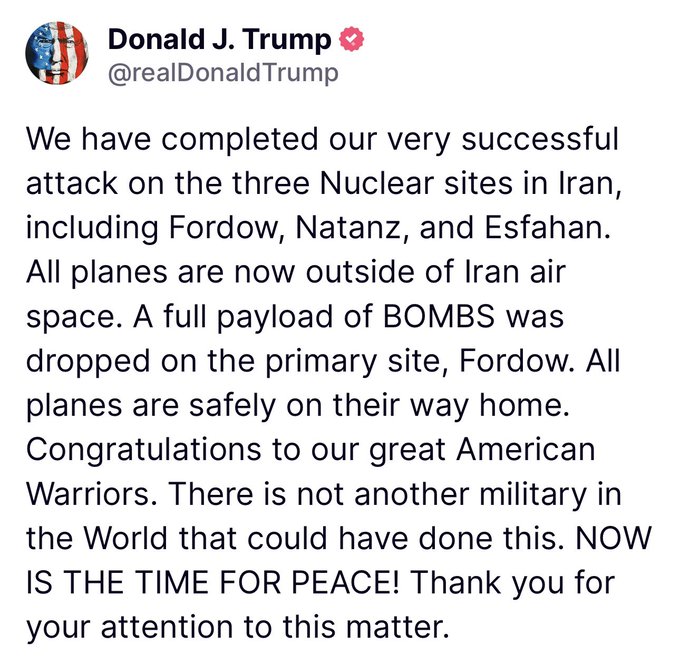 Donald J. Trump
@realDonaldTrump
We have completed our very successful
attack on the three Nuclear sites in Iran,
including Fordow, Natanz, and Esfahan.
All planes are now outside of Iran air
space. A full payload of BOMBS was
dropped on the primary site, Fordow. All
planes are safely on their way home.
Congratulations to our great American
Warriors. There is not another military in
the World that could have done this. NOW
IS THE TIME FOR PEACE! Thank you for
your attention to this matter.